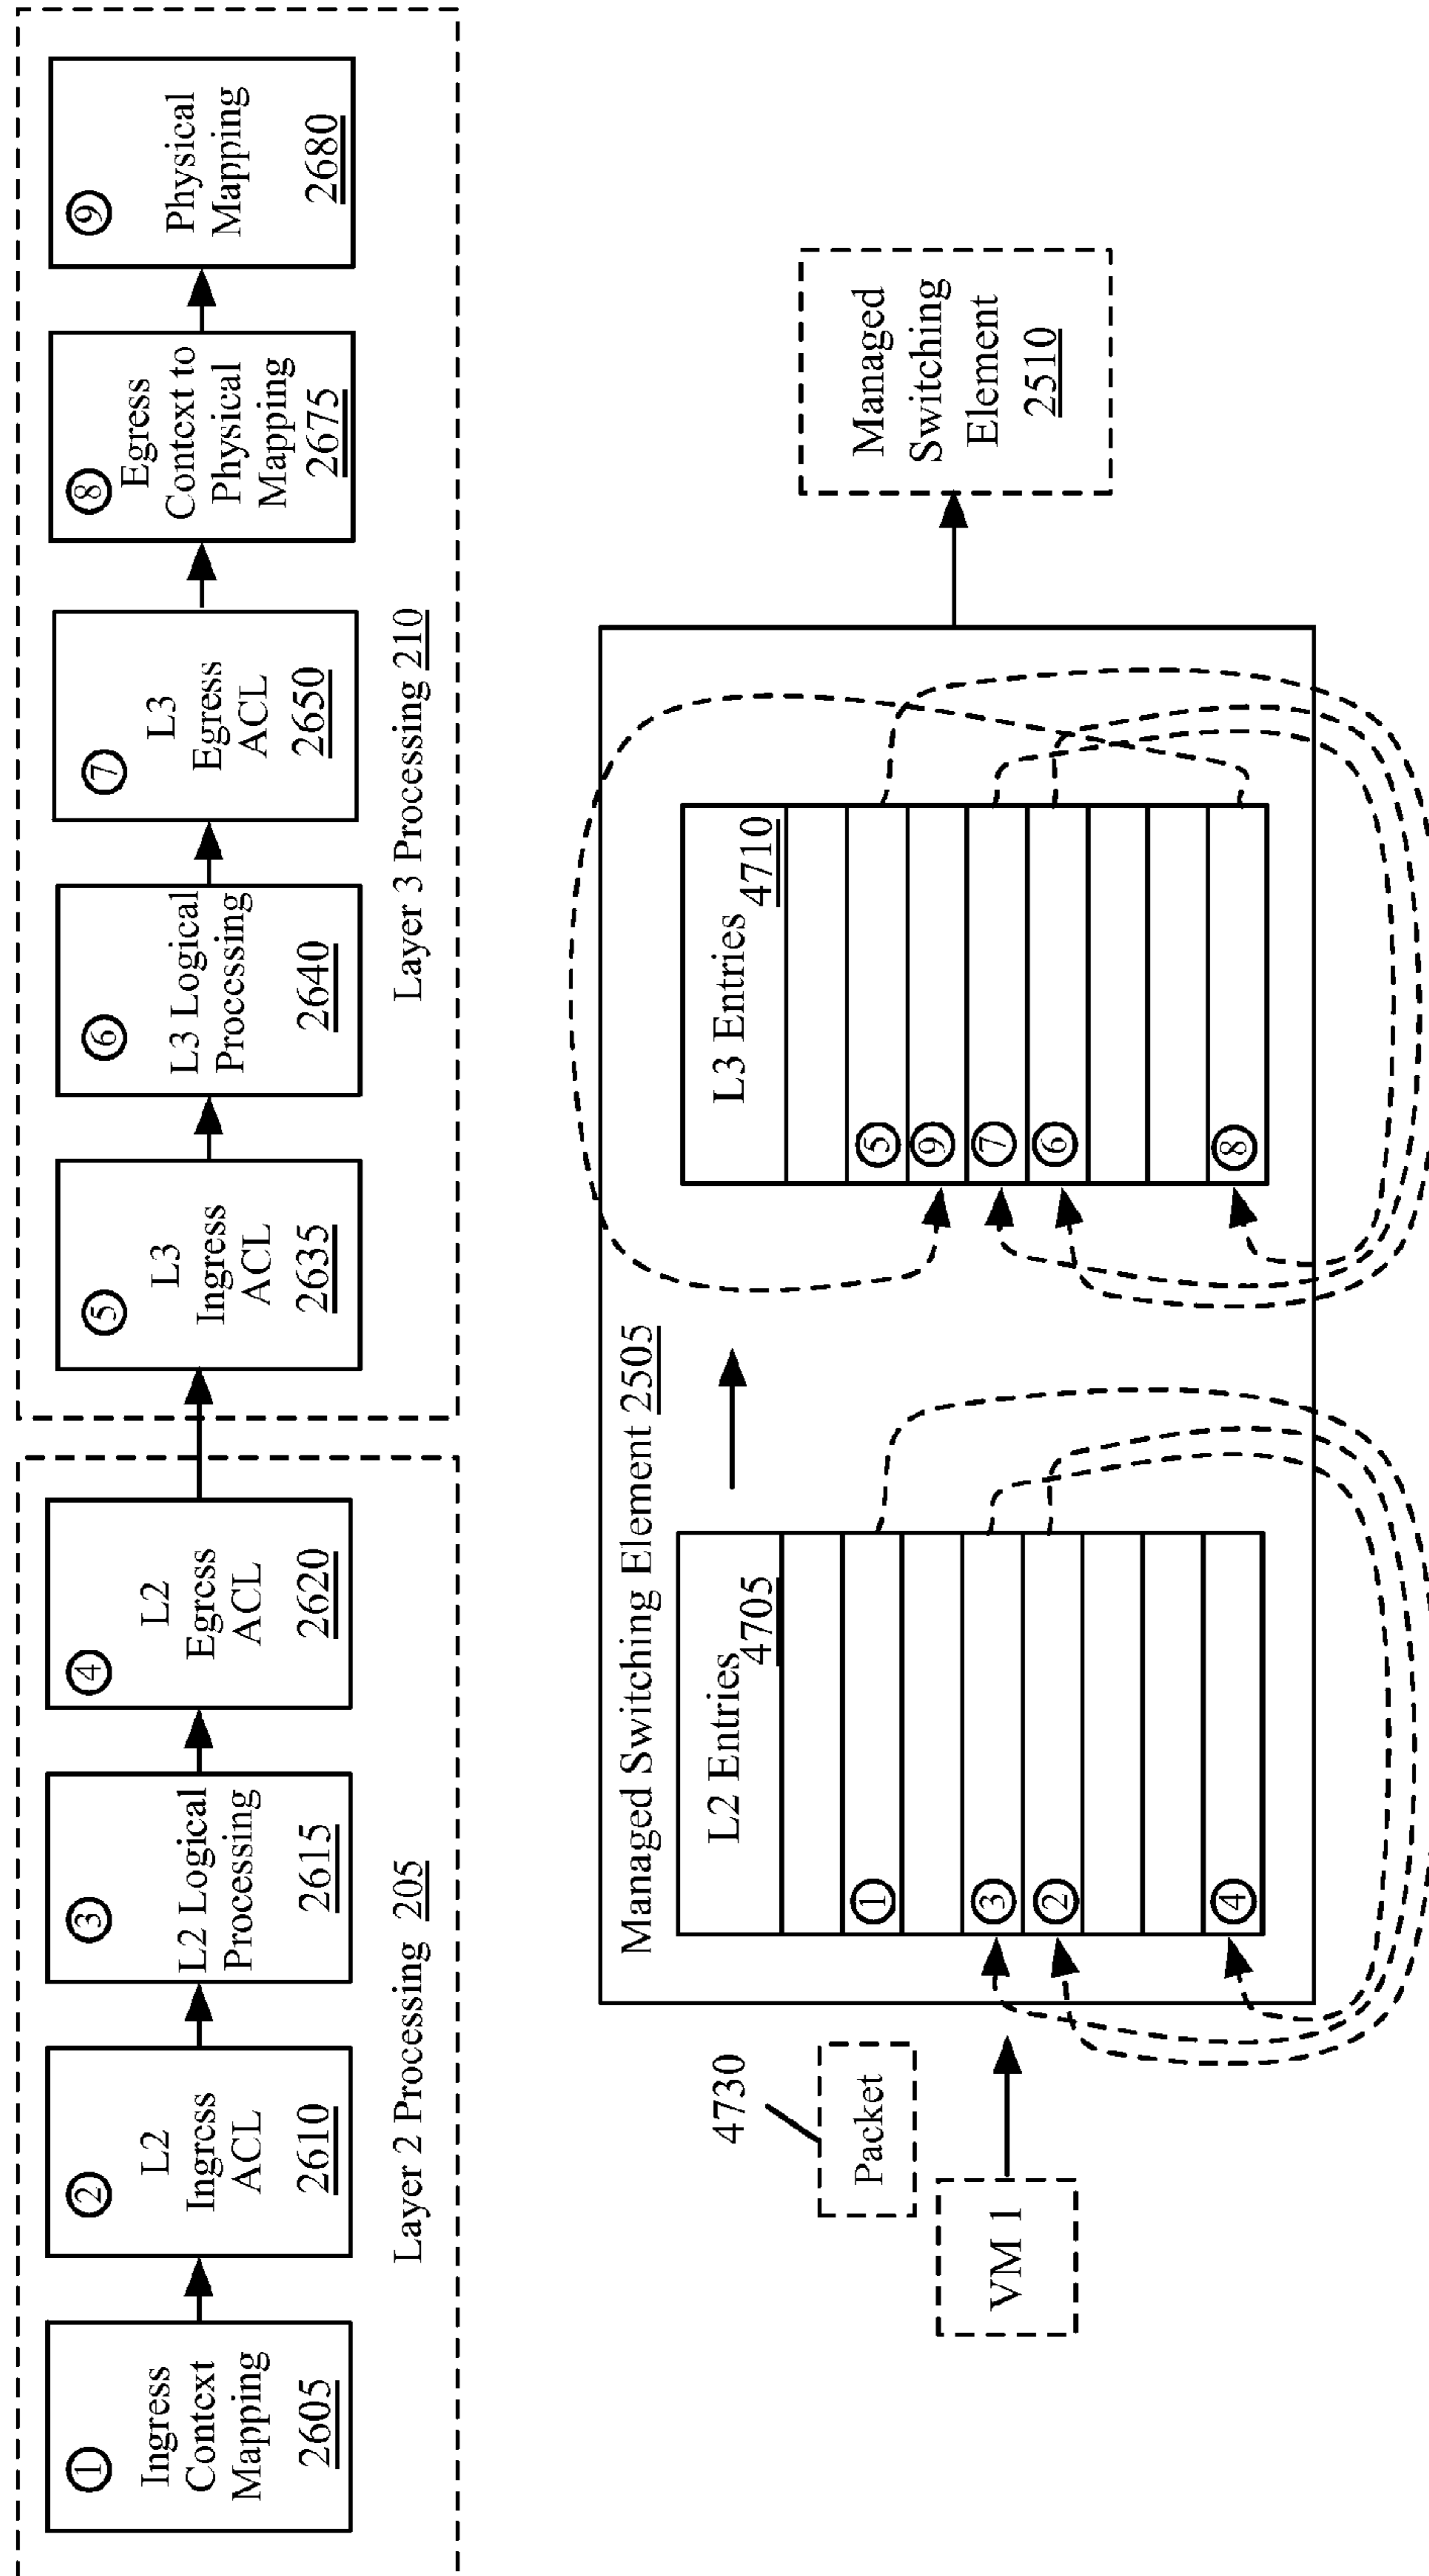 ①
Ingress
Context
Mapping
2605
②
L2
Ingress
ACL
2610
③
L2 Logical
Processing
2615
④
L2
Egress
ACL
2620
Layer 2 Processing 205
⑤
L3
Ingress
ACL
2635
⑥
L3 Logical
Processing
2640
⑦
L3
Egress
ACL
2650
⑧
Egress
Context to
Physical
Mapping
2675
⑨
Physical
Mapping
2680
Layer 3 Processing 210
4730
Packet
VM 1
Managed Switching Element 2505
L2 Entries
4705
①
③
②
④
L3 Entries
4710
⑤
⑨
⑦
⑥
⑧
Managed
Switching
Element
2510